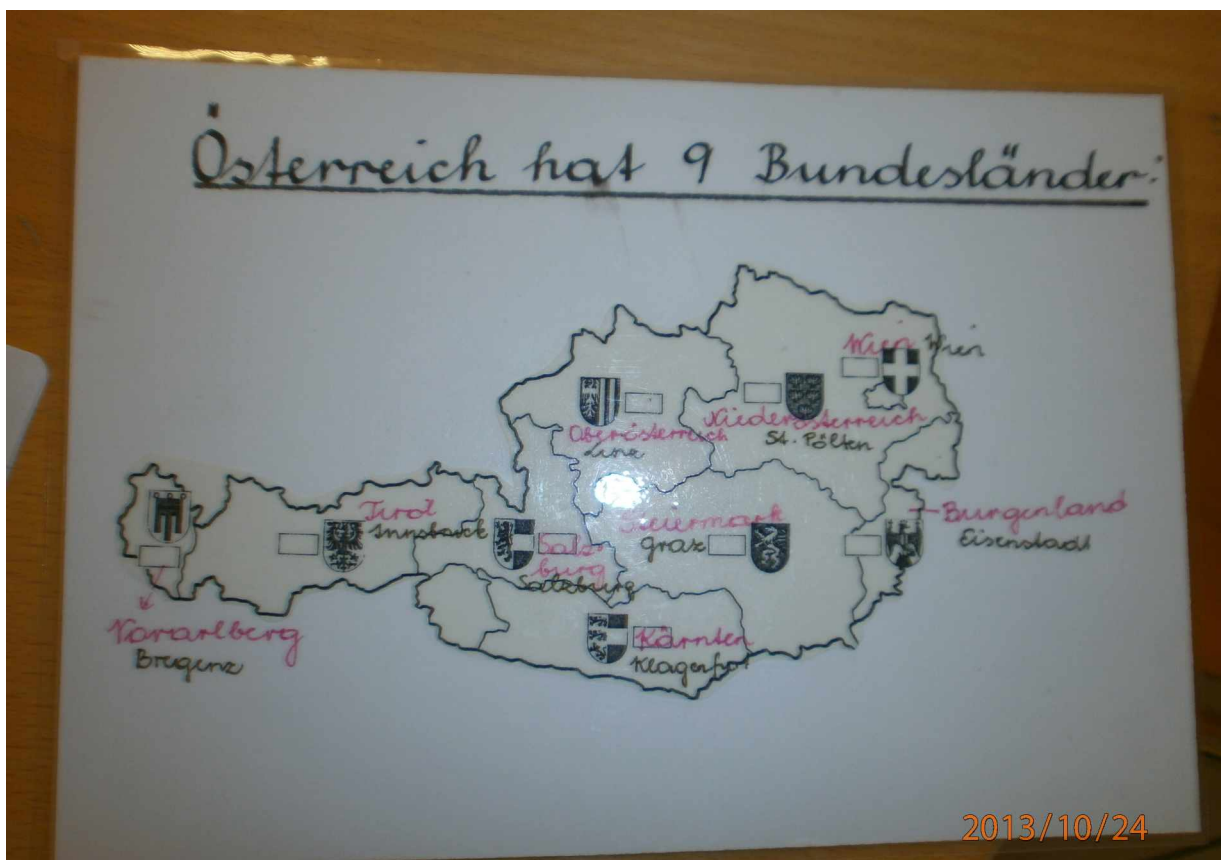 Österreich hat 9 Bundesländer:
Wien Wien
Oberösterreich
Linz
Niederösterreich
St. Pölten
Tirol
Innsbruck
Salz-
burg
Salzburg
Steiermark
Graz
Burgenland
Eisenstadt
Vararlberg
Bregenz
Kärnten
Klagenfurt
2013/10/24